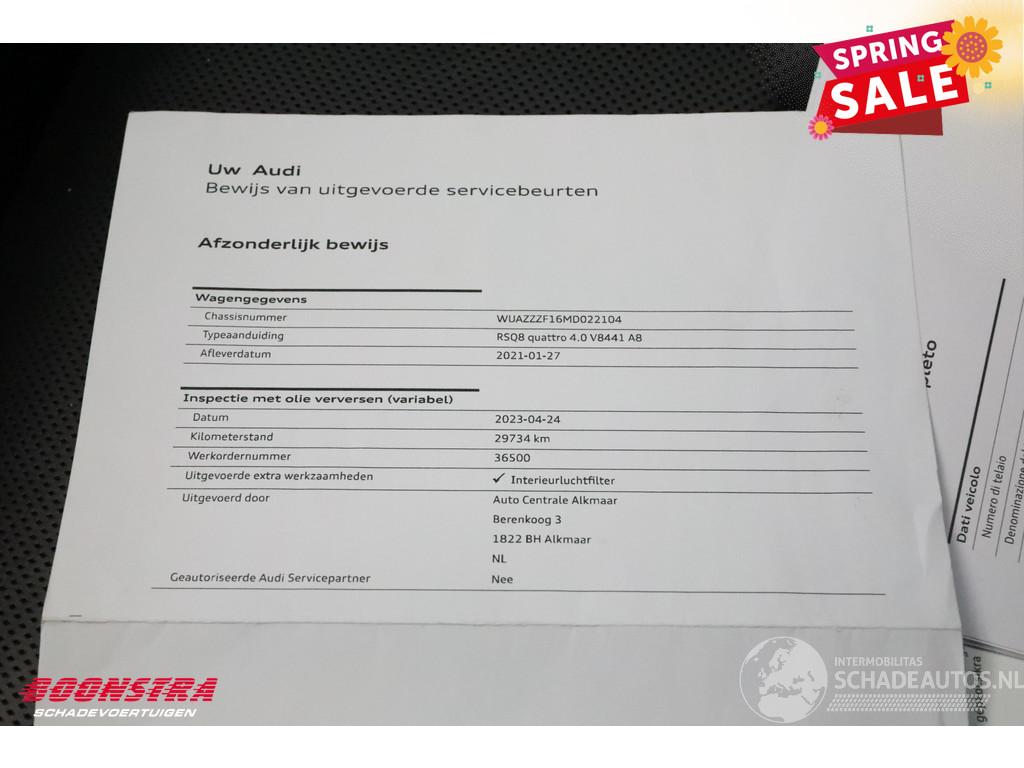 SPRING
SALE
Uw Audi
Bewijs van uitgevoerde servicebeurten
Afzonderlijk bewijs
Wagengegevens
Chassisnummer WUAZZZF16MD022104
Typeaanduiding RSQ8 quattro 4.0 V8441 A8
Afleverdatum 2021-01-27
Inspectie met olie verversen (variabel)
Datum 2023-04-24
Kilometerstand 29734 km
Werkordernummer 36500
Uitgevoerde extra werkzaamheden ✓ Interieurluchtfilter
Uitgevoerd door Auto Centrale Alkmaar
Berenkoog 3
1822 BH Alkmaar
NL
Geautoriseerde Audi Servicepartner Nee
Dati veicolo
Numero di telaio
BOONSTRA
SCHADEVOERTUIGEN
INTERMOBILITAS
SCHADEAUTOS.NL